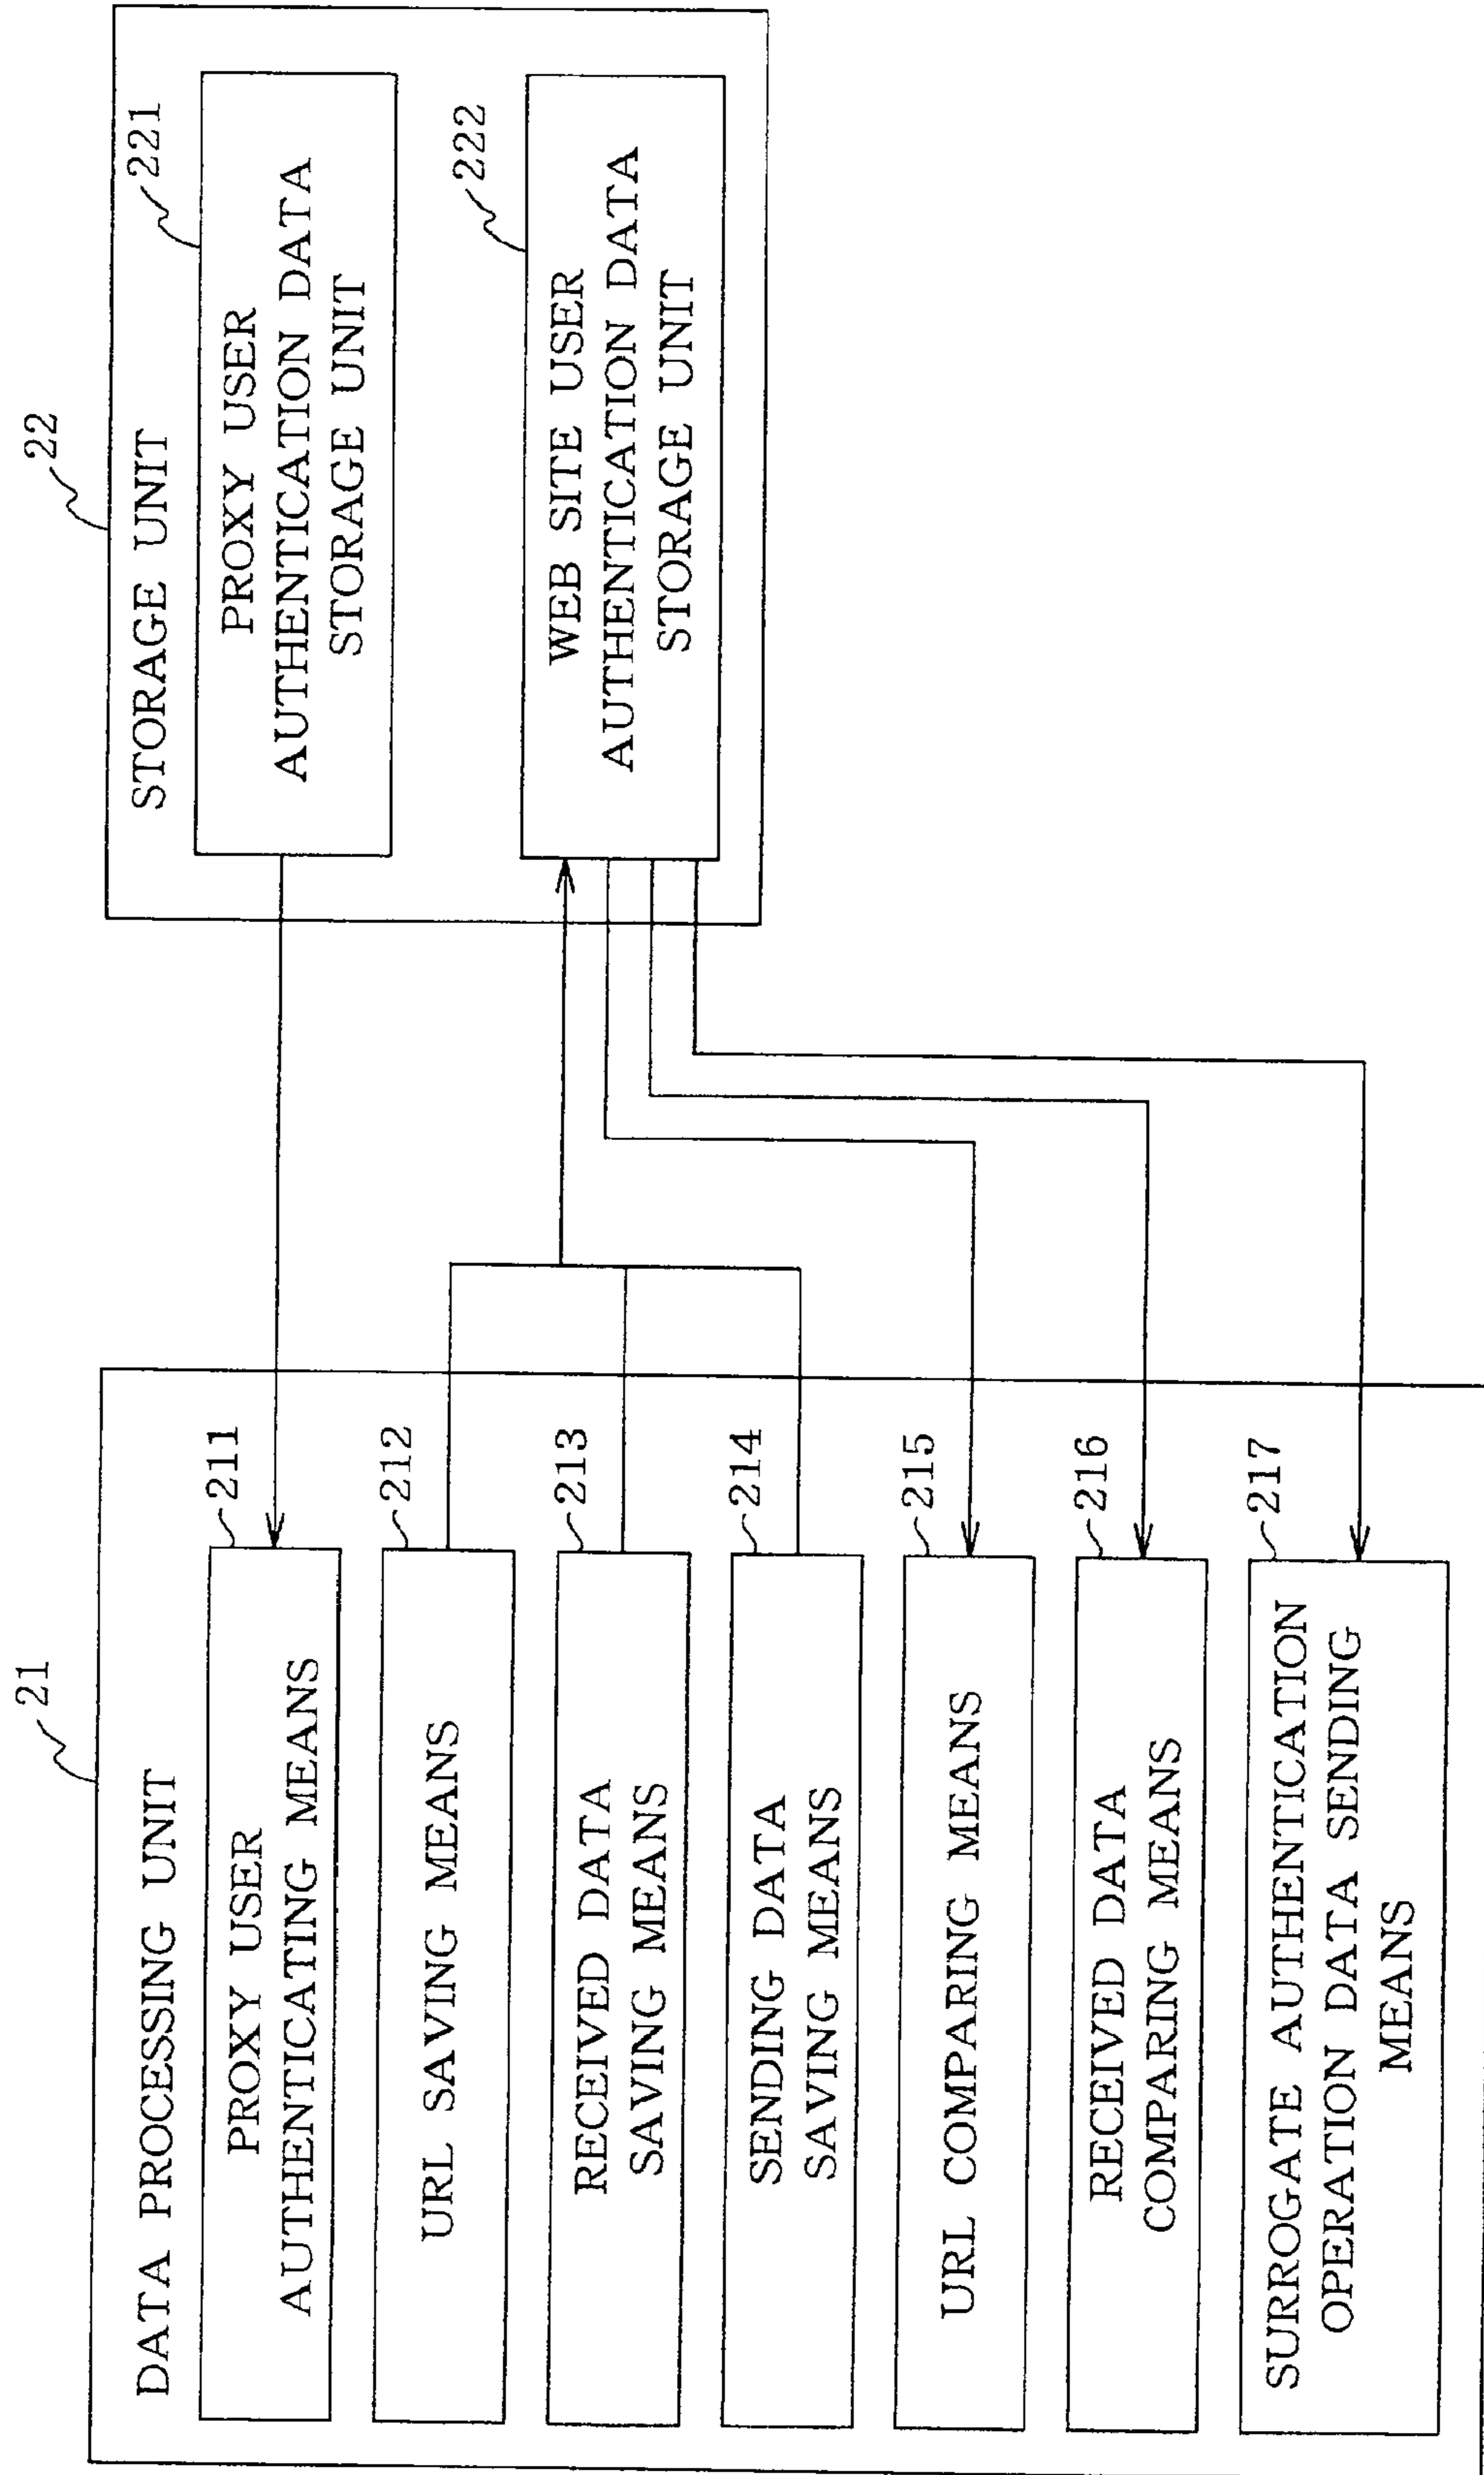 21
DATA PROCESSING UNIT
PROXY USER
AUTHENTICATING MEANS
211
URL SAVING MEANS
212
RECEIVED DATA
SAVING MEANS
213
SENDING DATA
SAVING MEANS
214
URL COMPARING MEANS
215
RECEIVED DATA
COMPARING MEANS
216
SURROGATE AUTHENTICATION
OPERATION DATA SENDING
MEANS
217
22
STORAGE UNIT
221
PROXY USER
AUTHENTICATION DATA
STORAGE UNIT
222
WEB SITE USER
AUTHENTICATION DATA
STORAGE UNIT